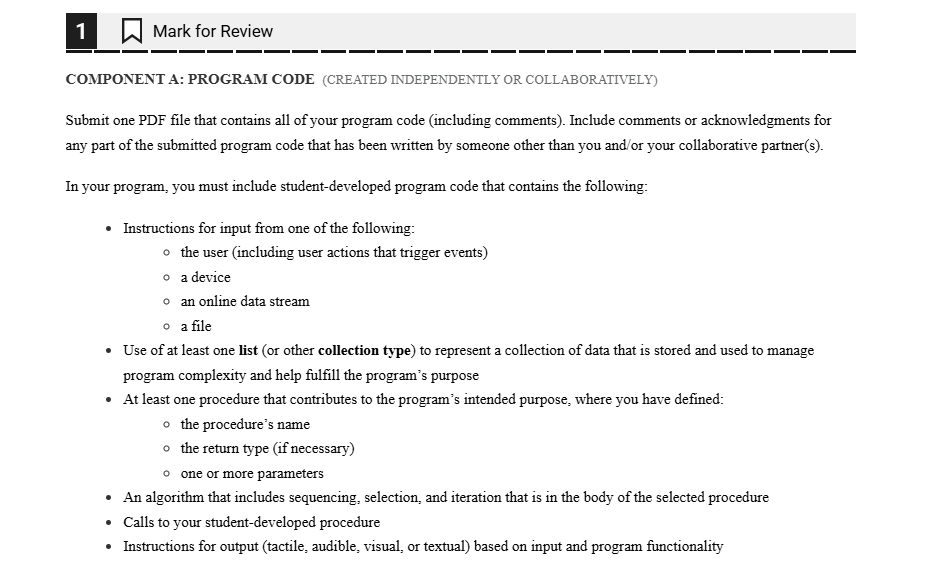 1 Mark for Review
COMPONENT A: PROGRAM CODE (CREATED INDEPENDENTLY OR COLLABORATIVELY)
Submit one PDF file that contains all of your program code (including comments). Include comments or acknowledgments for
any part of the submitted program code that has been written by someone other than you and/or your collaborative partner(s).
In your program, you must include student-developed program code that contains the following:
• Instructions for input from one of the following:
◦ the user (including user actions that trigger events)
◦ a device
◦ an online data stream
◦ a file
• Use of at least one list (or other collection type) to represent a collection of data that is stored and used to manage
program complexity and help fulfill the program’s purpose
• At least one procedure that contributes to the program’s intended purpose, where you have defined:
◦ the procedure’s name
◦ the return type (if necessary)
◦ one or more parameters
• An algorithm that includes sequencing, selection, and iteration that is in the body of the selected procedure
• Calls to your student-developed procedure
• Instructions for output (tactile, audible, visual, or textual) based on input and program functionality